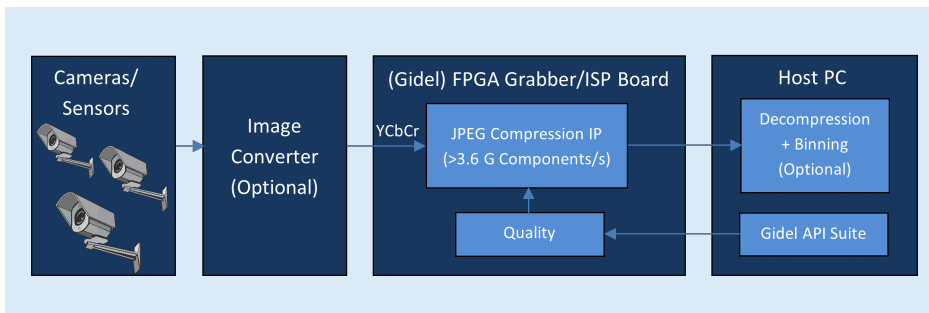 Cameras/
Sensors
Image
Converter
(Optional)
(Gidel) FPGA Grabber/ISP Board
YCbCr
JPEG Compression IP
(>3.6 G Components/s)
Quality
Host PC
Decompression
+ Binning
(Optional)
Gidel API Suite